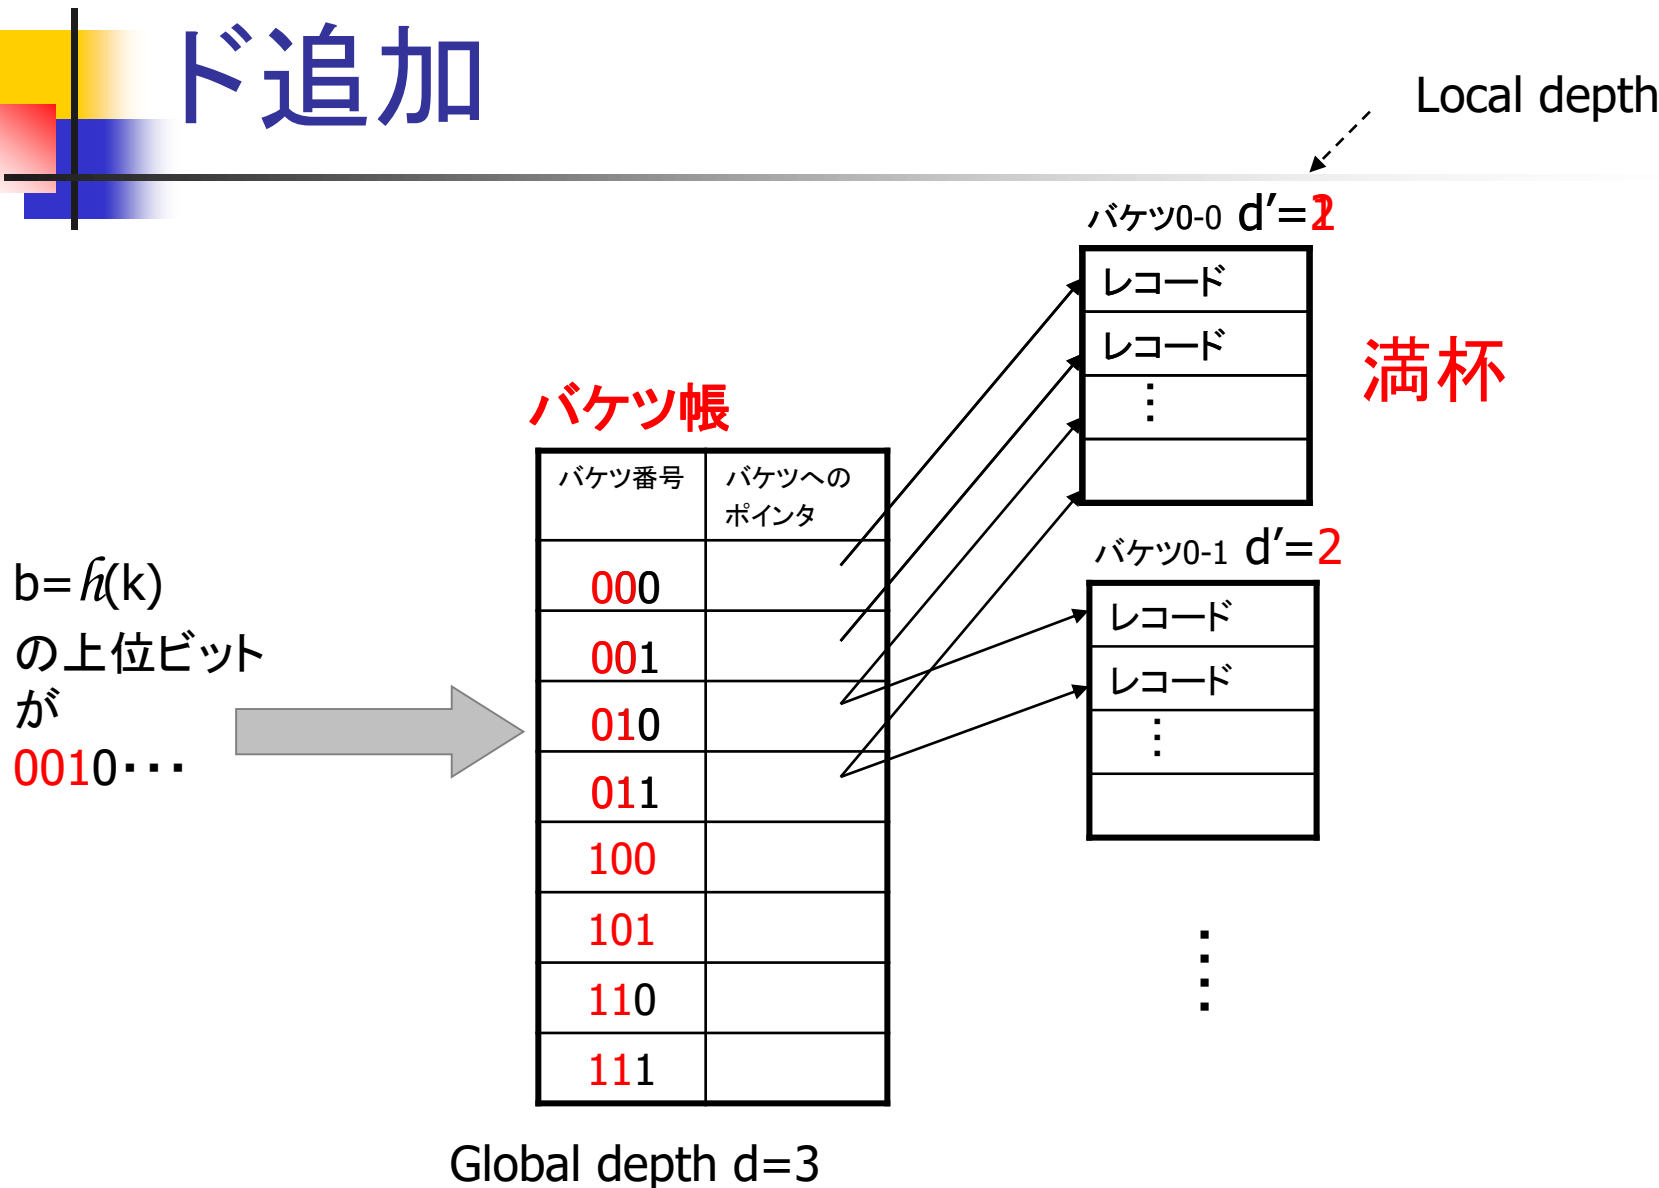 ド追加
Local depth
バケツ0-0 d′=2
レコード
レコード
⋮
満杯
バケツ帳
バケツ番号 バケツへの
ポインタ
000
001
010
011
100
101
110
111
b=h(k)
の上位ビット
が
0010・・・
バケツ0-1 d′=2
レコード
レコード
⋮
Global depth d=3